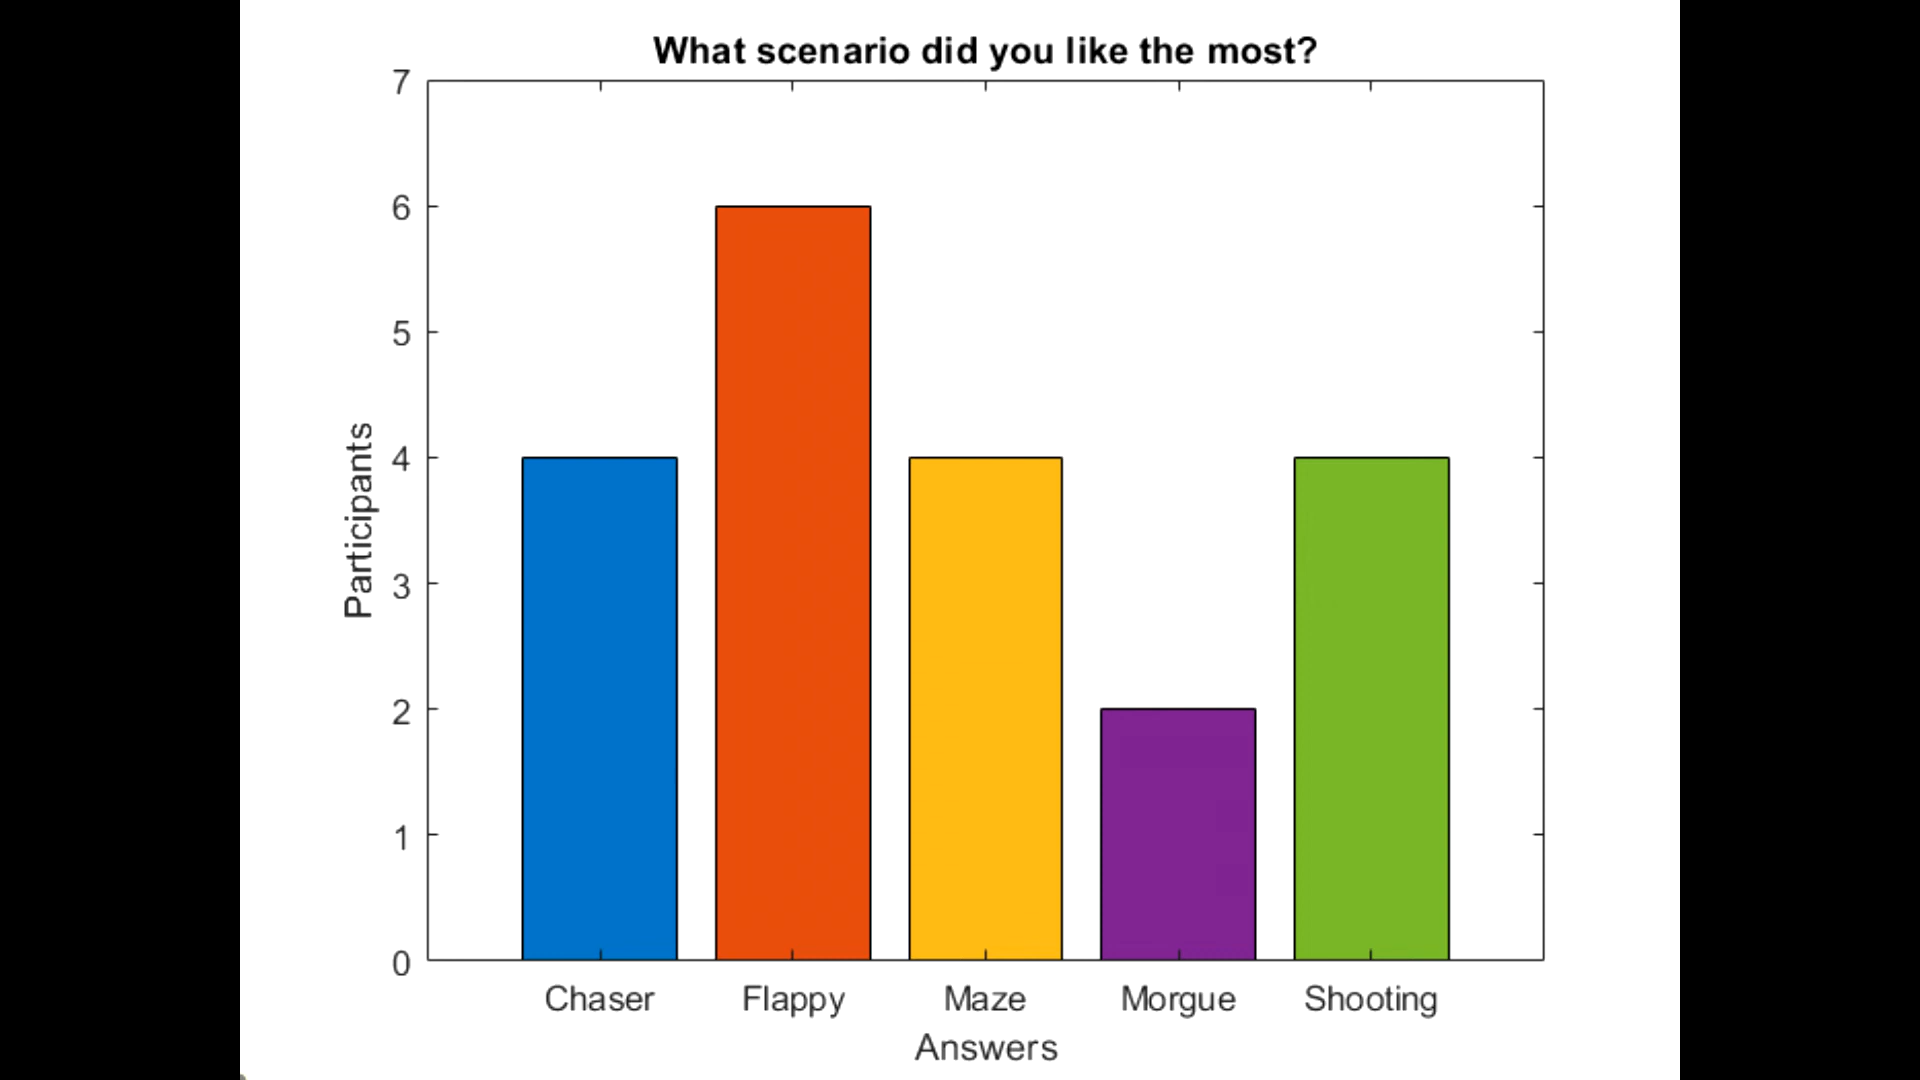 What scenario did you like the most?
7
6
5
4
3
2
1
0
Participants
Chaser Flappy Maze Morgue Shooting
Answers